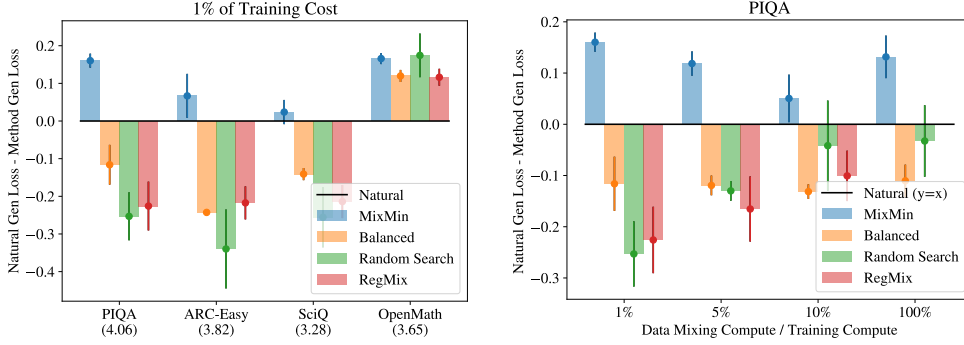 1% of Training Cost
Natural Gen Loss - Method Gen Loss
0.2
0.1
0.0
−0.1
−0.2
−0.3
−0.4
Natural
MixMin
Balanced
Random Search
RegMix
PIQA
(4.06)
ARC-Easy
(3.82)
SciQ
(3.28)
OpenMath
(3.65)
PIQA
Natural Gen Loss - Method Gen Loss
0.2
0.1
0.0
−0.1
−0.2
−0.3
Natural (y=x)
MixMin
Balanced
Random Search
RegMix
1%
5%
10%
100%
Data Mixing Compute / Training Compute